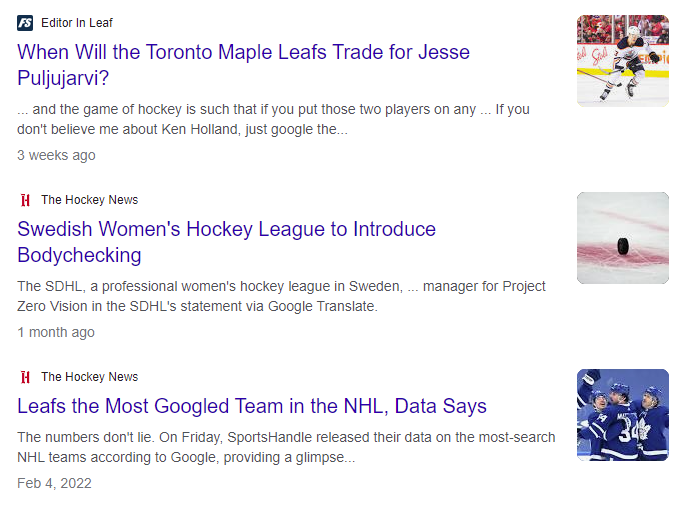 FS Editor In Leaf
When Will the Toronto Maple Leafs Trade for Jesse
Puljujarvi?
... and the game of hockey is such that if you put those two players on any ... If you
don't believe me about Ken Holland, just google the...
3 weeks ago
The Hockey News
Swedish Women's Hockey League to Introduce
Bodychecking
The SDHL, a professional women's hockey league in Sweden, ... manager for Project
Zero Vision in the SDHL's statement via Google Translate.
1 month ago
The Hockey News
Leafs the Most Googled Team in the NHL, Data Says
The numbers don't lie. On Friday, SportsHandle released their data on the most-search
NHL teams according to Google, providing a glimpse...
Feb 4, 2022
34